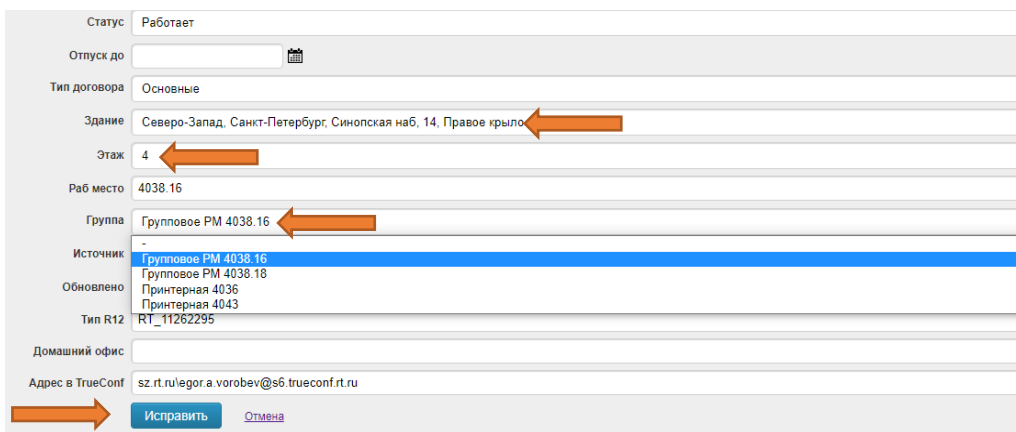 Статус Работает
Отпуск до
Тип договора Основные
Здание Северо-Запад, Санкт-Петербург, Синопская наб, 14, Правое крыло
Этаж 4
Раб место 4038.16
Группа Групповое РМ 4038.16
-
Источник Групповое РМ 4038.16
Групповое РМ 4038.18
Обновлено Принтерная 4036
Принтерная 4043
Тип R12 RT_11262295
Домашний офис
Адрес в TrueConf sz.rt.ru\egor.a.vorobev@s6.trueconf.rt.ru
Исправить Отмена